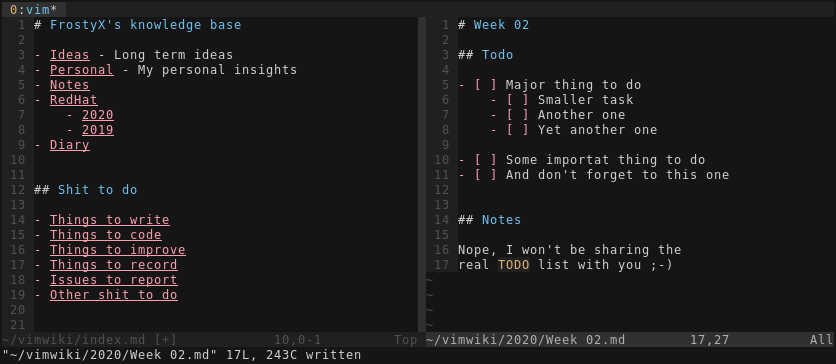 0:vim*
1 # FrostyX's knowledge base
2
3 - Ideas - Long term ideas
4 - Personal - My personal insights
5 - Notes
6 - RedHat
7 - 2020
8 - 2019
9 - Diary
10
11
12 ## Shit to do
13
14 - Things to write
15 - Things to code
16 - Things to improve
17 - Things to record
18 - Issues to report
19 - Other shit to do
20
21
~/vimwiki/index.md [+] 10,0-1 Top
1 # Week 02
2
3 ## Todo
4
5 - [ ] Major thing to do
6 - [ ] Smaller task
7 - [ ] Another one
8 - [ ] Yet another one
9
10 - [ ] Some importat thing to do
11 - [ ] And don't forget to this one
12
13
14 ## Notes
15
16 Nope, I won't be sharing the
17 real TODO list with you ;-)
~
~
~
~
~/vimwiki/2020/Week 02.md 17,27 All
"~/vimwiki/2020/Week 02.md" 17L, 243C written